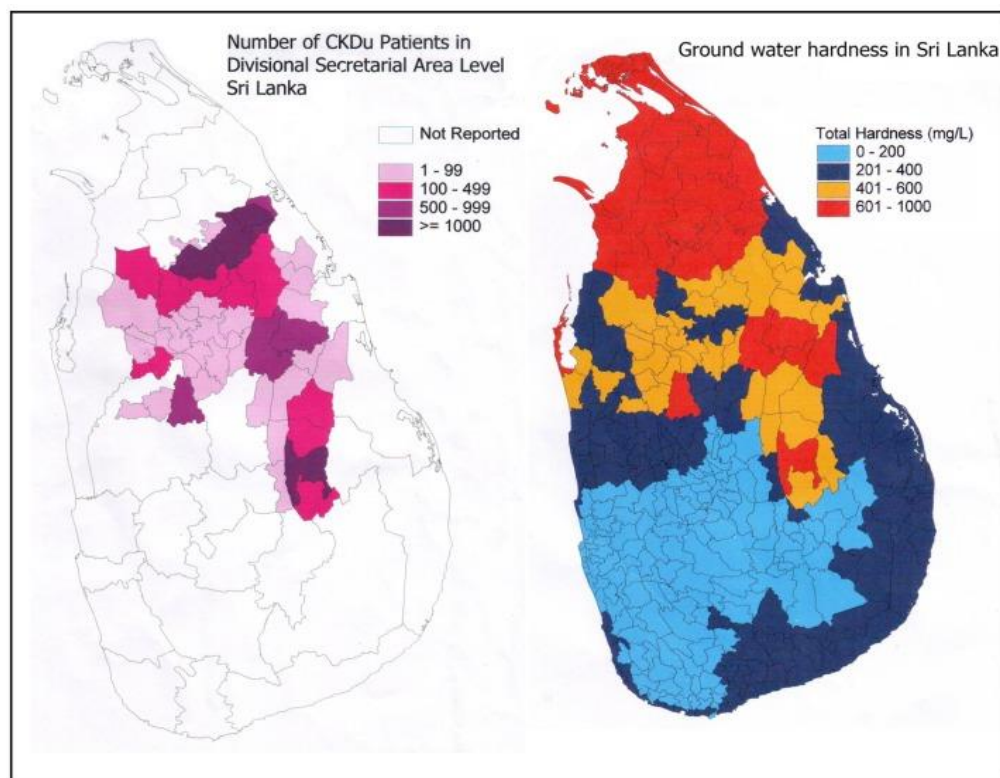 Number of CKDu Patients in
Divisional Secretarial Area Level
Sri Lanka
Not Reported
1 - 99
100 - 499
500 - 999
>= 1000
Ground water hardness in Sri Lanka
Total Hardness (mg/L)
0 - 200
201 - 400
401 - 600
601 - 1000